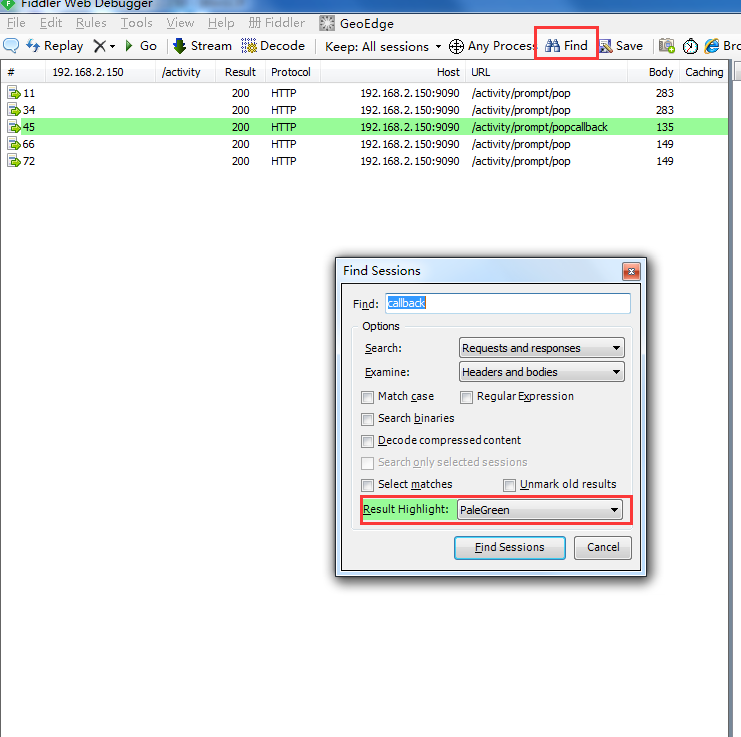 Fiddler Web Debugger
File Edit Rules Tools View Help Fiddler GeoEdge
Replay X Go Stream Decode Keep: All sessions Any Process Find Save Bro
# 192.168.2.150 /activity Result Protocol Host URL Body Caching
11 200 HTTP 192.168.2.150:9090 /activity/prompt/pop 283
34 200 HTTP 192.168.2.150:9090 /activity/prompt/pop 283
45 200 HTTP 192.168.2.150:9090 /activity/prompt/popcallback 135
66 200 HTTP 192.168.2.150:9090 /activity/prompt/pop 149
72 200 HTTP 192.168.2.150:9090 /activity/prompt/pop 149
Find Sessions
Find: callback
Options
Search: Requests and responses
Examine: Headers and bodies
Match case Regular Expression
Search binaries
Decode compressed content
Search only selected sessions
Select matches Unmark old results
Result Highlight: PaleGreen
Find Sessions Cancel